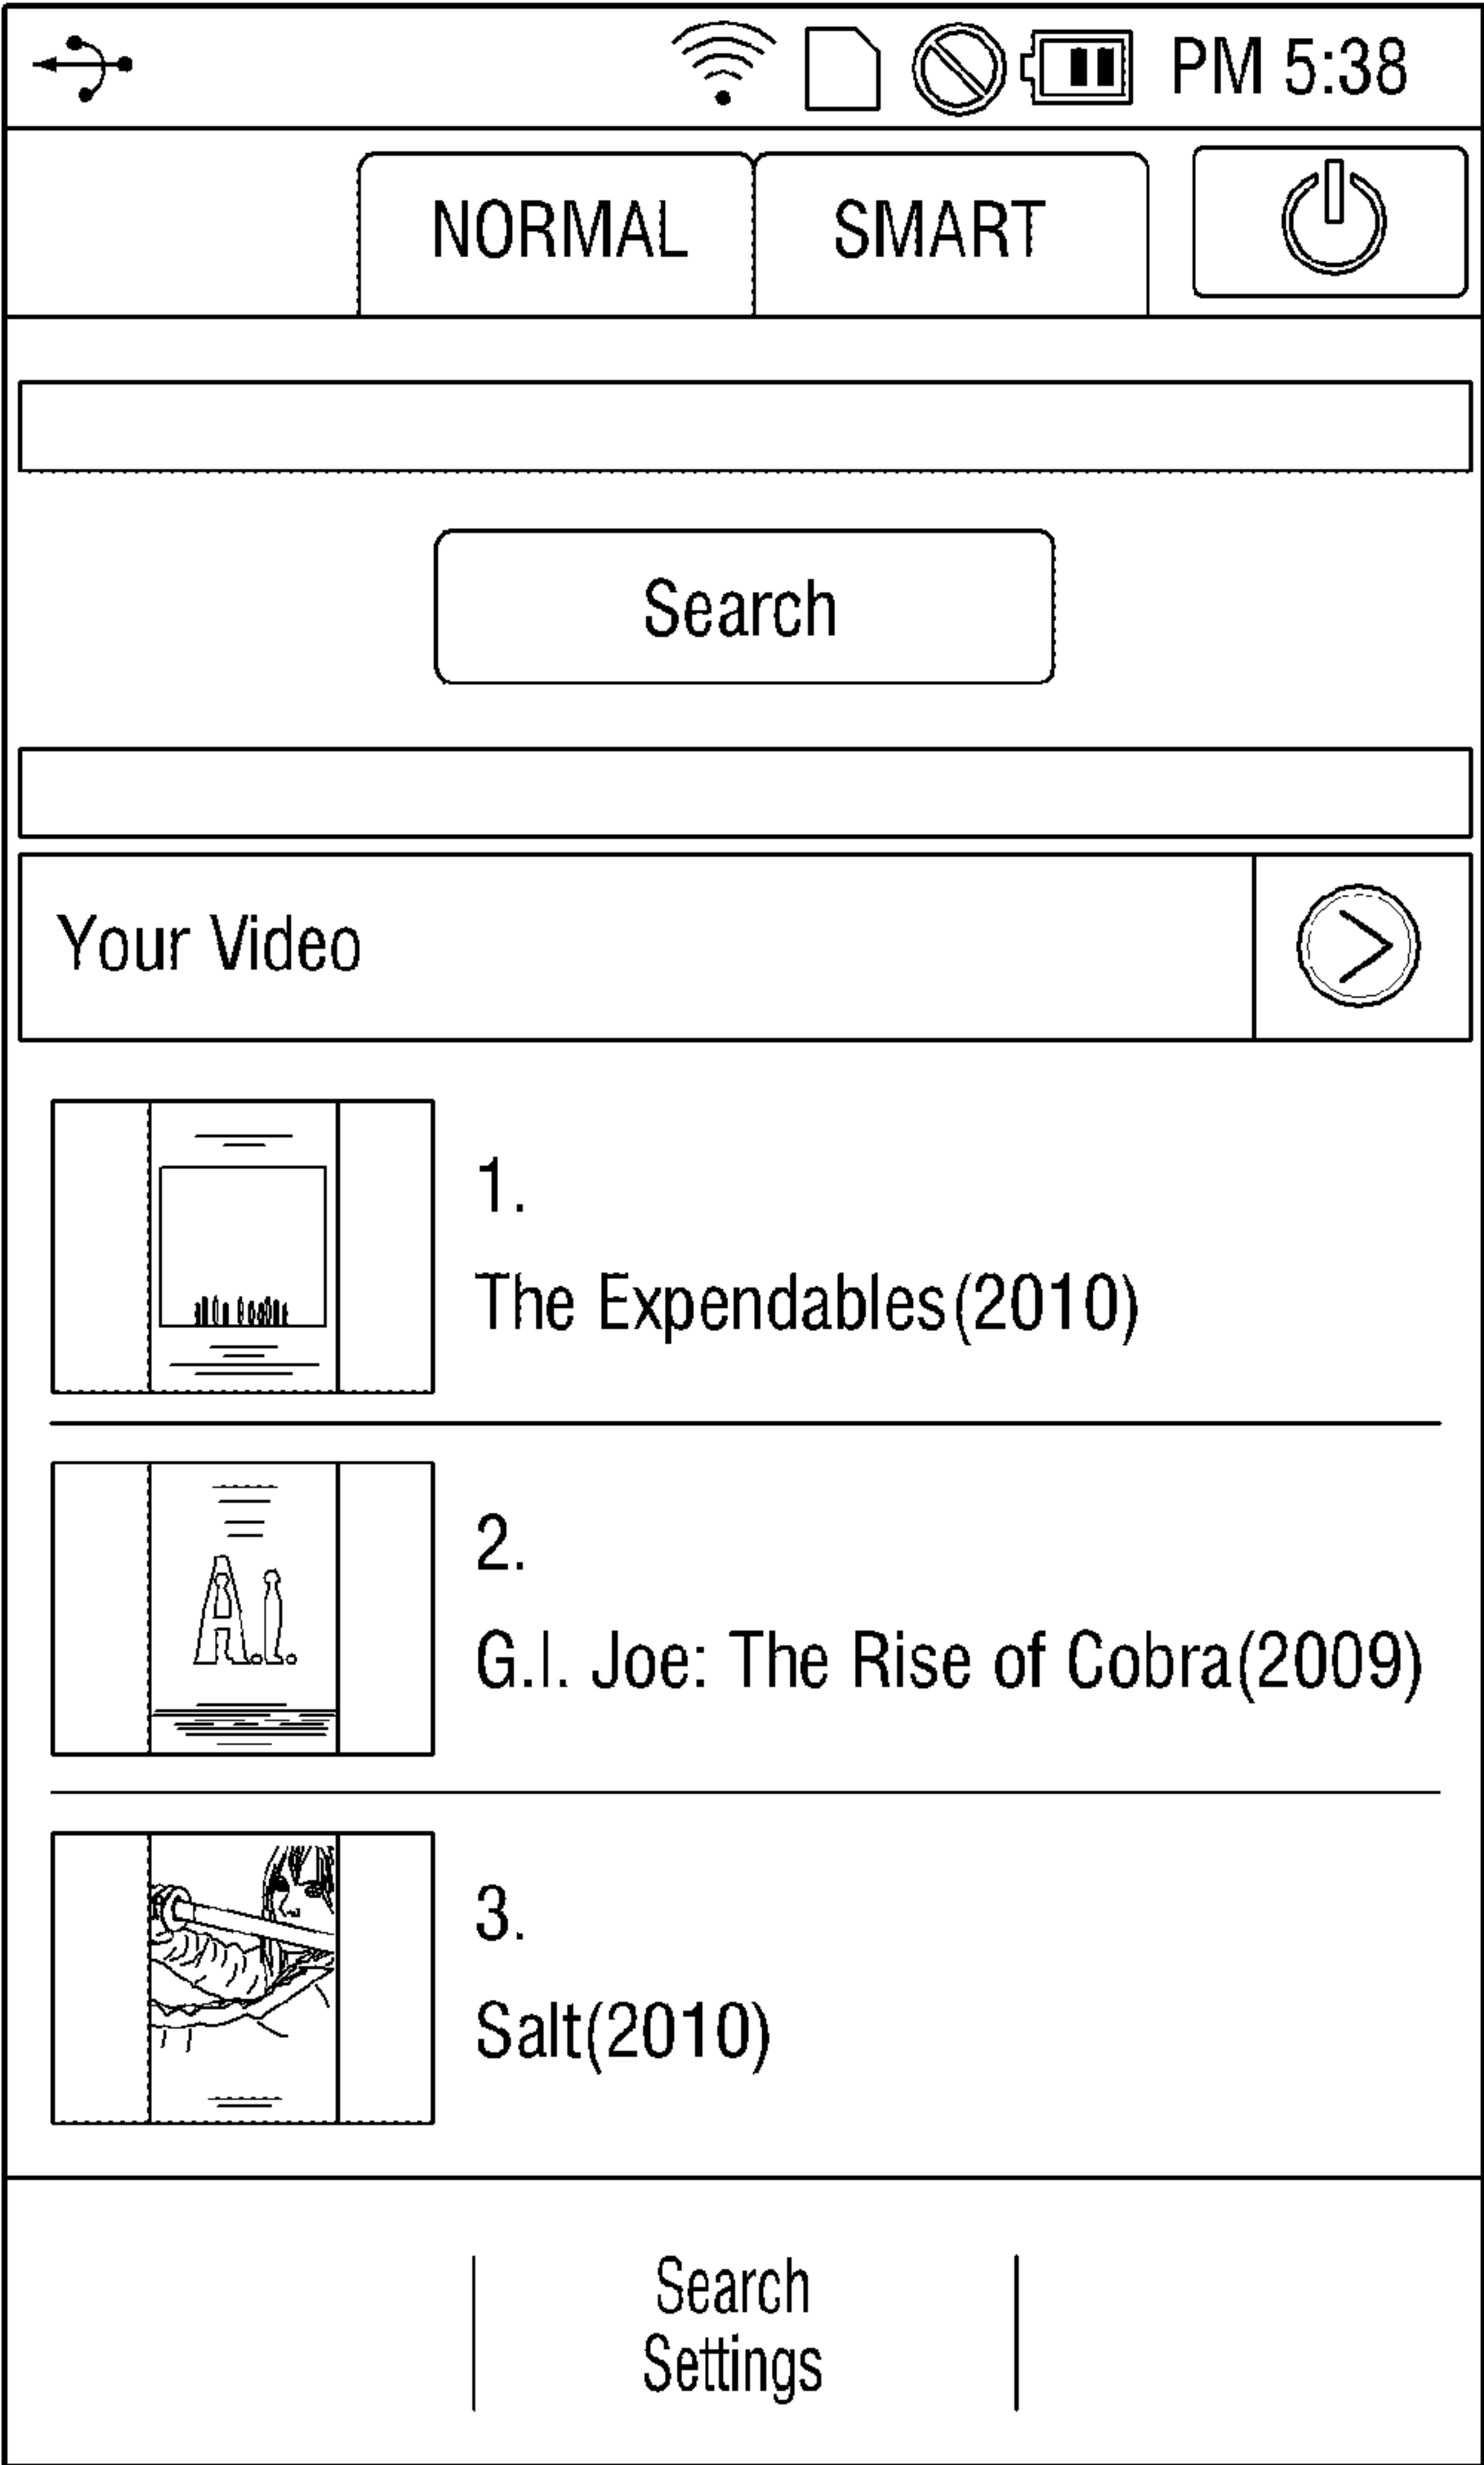 PM 5:38
NORMAL
SMART
Search
Your Video
1.
The Expendables(2010)
A.I.
2.
G.I. Joe: The Rise of Cobra(2009)
3.
Salt(2010)
Search
Settings